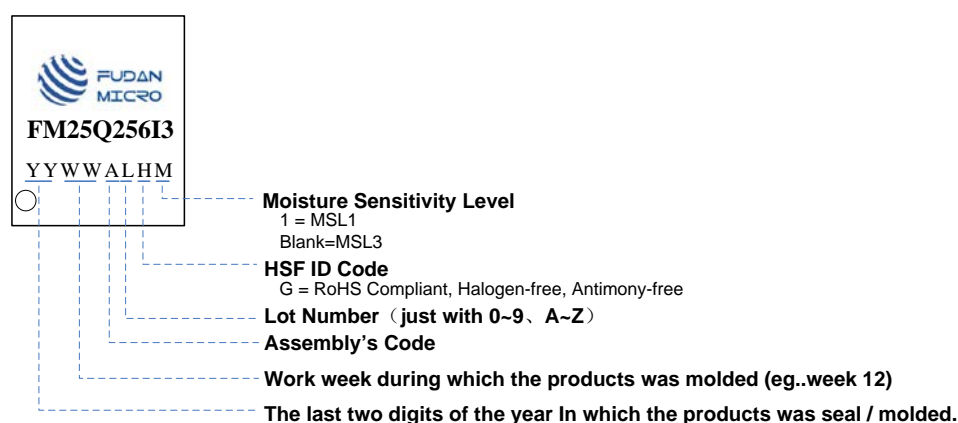 FUDAN
MICRO
FM25Q256I3
YYWWALHM
Moisture Sensitivity Level
1 = MSL1
Blank=MSL3
HSF ID Code
G = RoHS Compliant, Halogen-free, Antimony-free
Lot Number（just with 0~9、A~Z）
Assembly's Code
Work week during which the products was molded (eg..week 12)
The last two digits of the year In which the products was seal / molded.